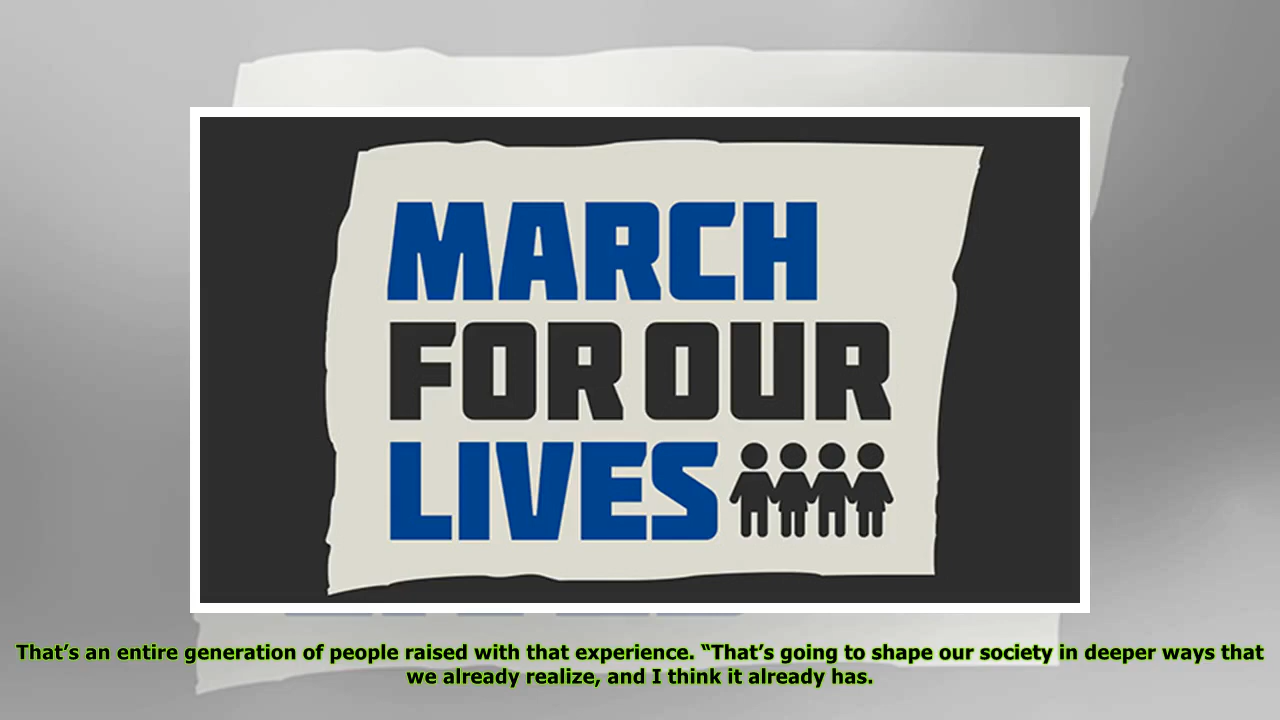 MARCH
FOR OUR
LIVES
That’s an entire generation of people raised with that experience. “That’s going to shape our society in deeper ways that
we already realize, and I think it already has.